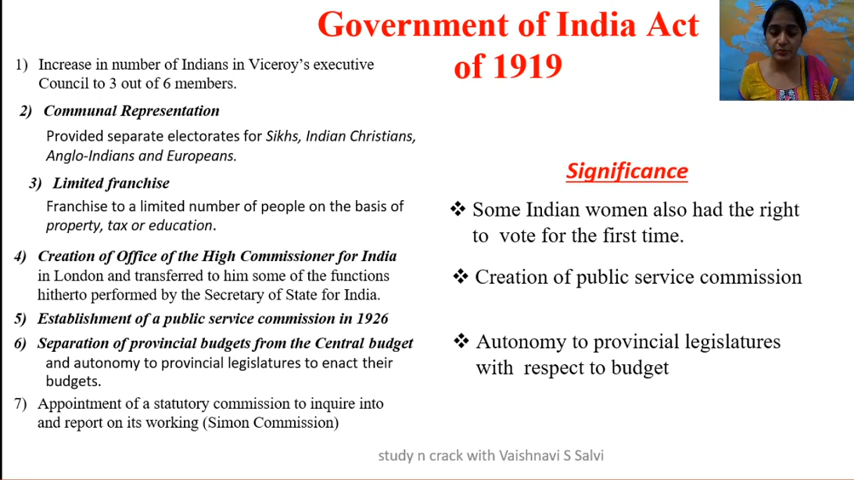 Government of India Act
of 1919
1) Increase in number of Indians in Viceroy's executive
Council to 3 out of 6 members.
2) Communal Representation
Provided separate electorates for Sikhs, Indian Christians,
Anglo-Indians and Europeans.
3) Limited franchise
Franchise to a limited number of people on the basis of
property, tax or education.
4) Creation of Office of the High Commissioner for India
in London and transferred to him some of the functions
hitherto performed by the Secretary of State for India.
5) Establishment of a public service commission in 1926
6) Separation of provincial budgets from the Central budget
and autonomy to provincial legislatures to enact their
budgets.
7) Appointment of a statutory commission to inquire into
and report on its working (Simon Commission)
Significance
❖ Some Indian women also had the right
to vote for the first time.
❖ Creation of public service commission
❖ Autonomy to provincial legislatures
with respect to budget
study n crack with Vaishnavi S Salvi